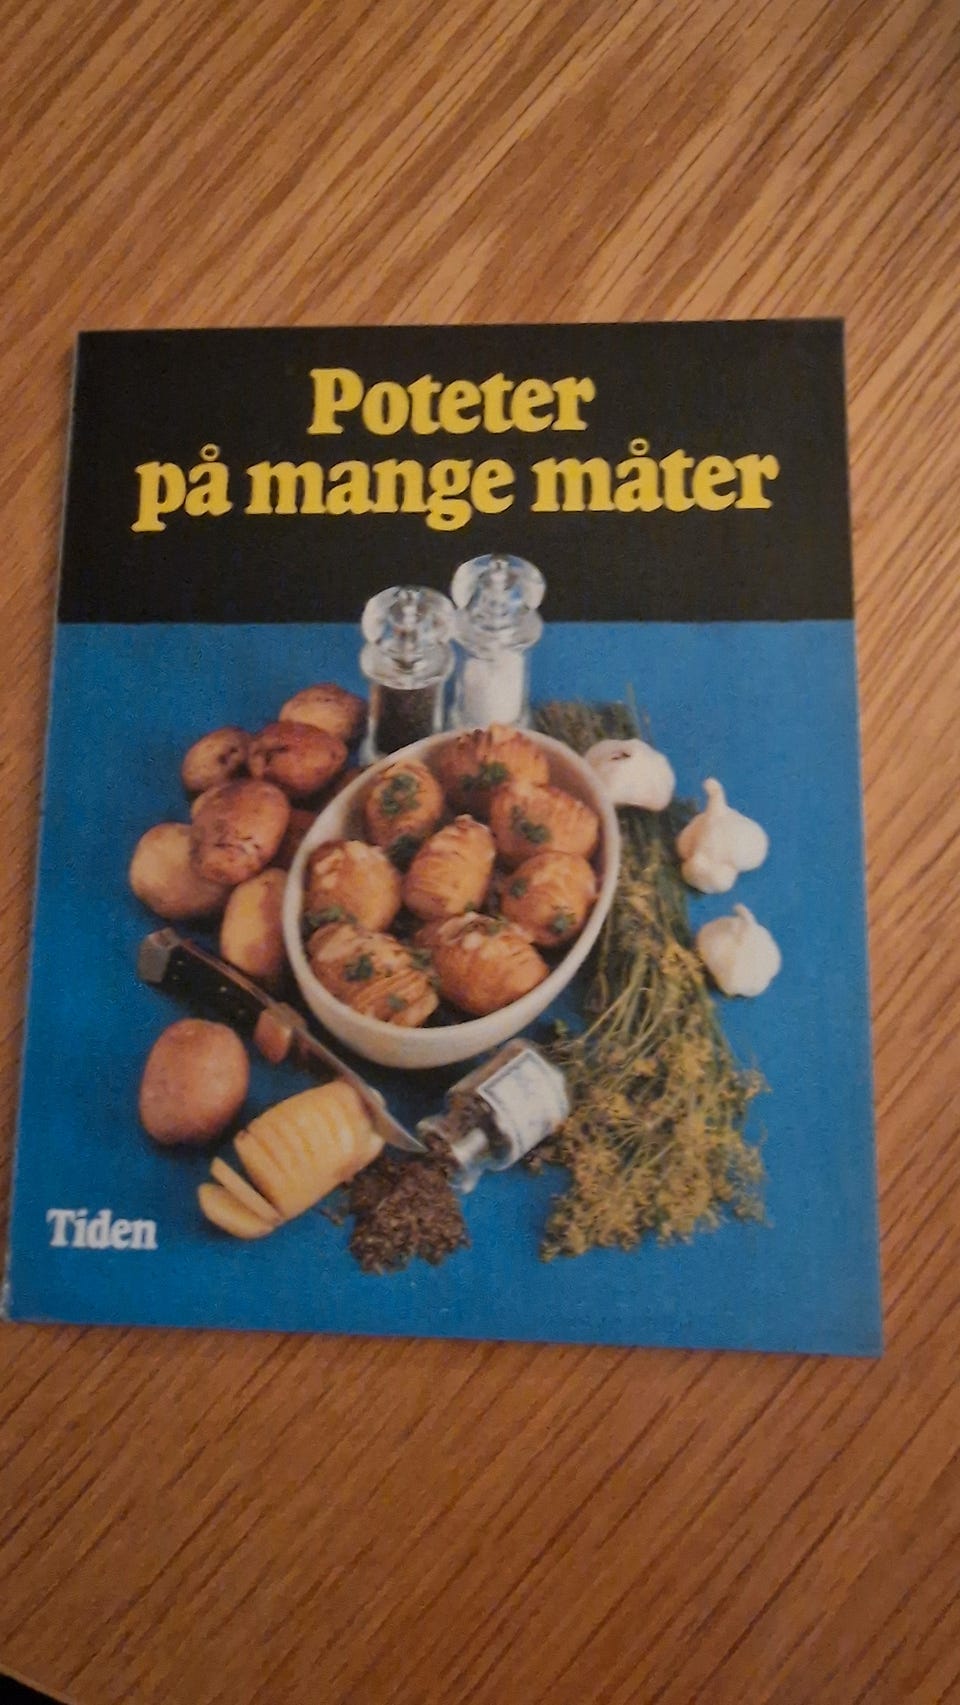 Poteter
på mange måter
Tiden